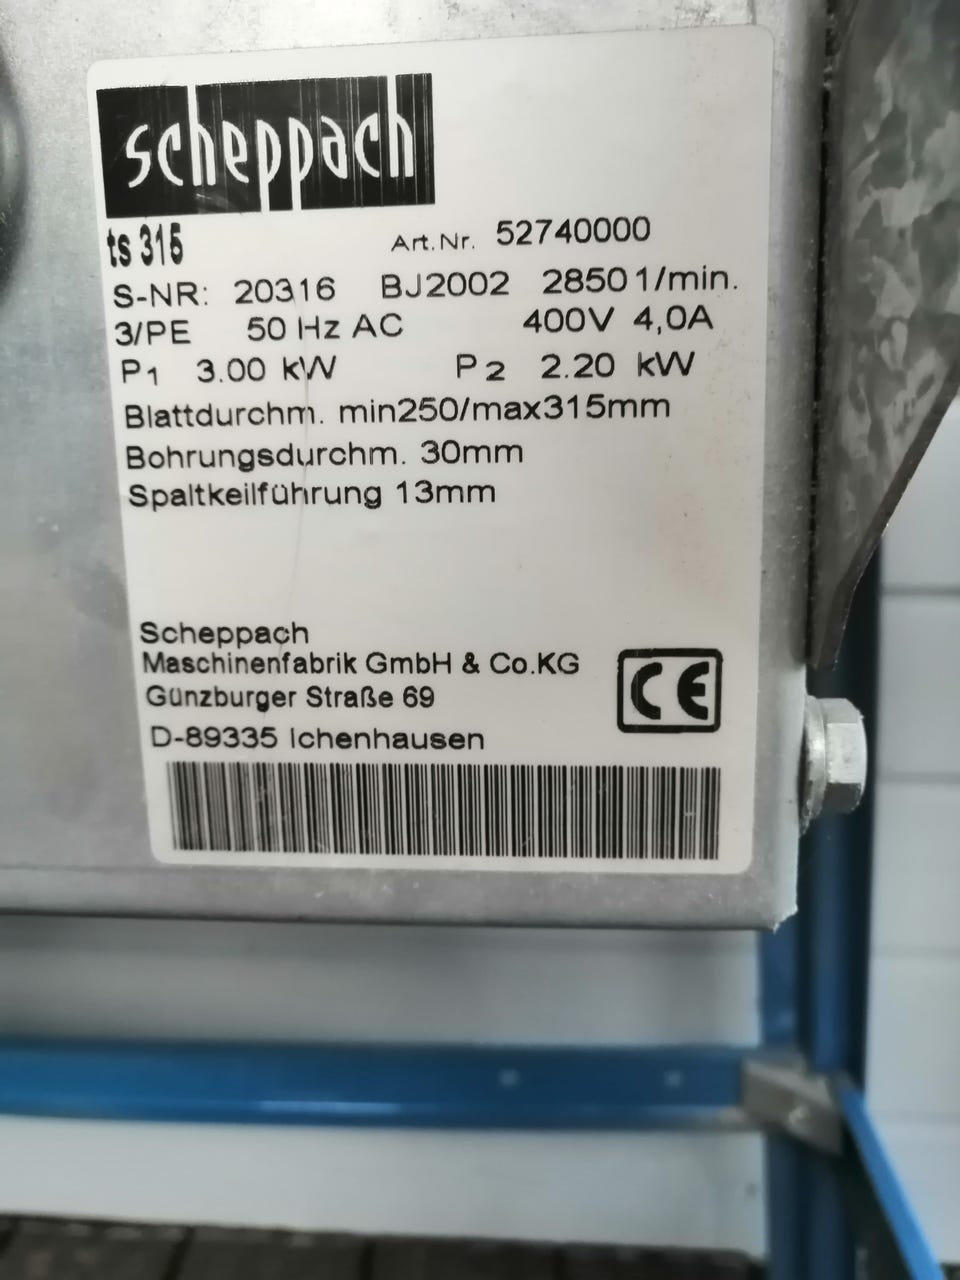 scheppach
ts 315 Art.Nr. 52740000
S-NR: 20316 BJ2002 2850 1/min.
3/PE 50 Hz AC 400V 4,0A
P1 3.00 kW P2 2.20 kW
Blattdurchm. min250/max315mm
Bohrungsdurchm. 30mm
Spaltkeilführung 13mm
Scheppach
Maschinenfabrik GmbH & Co.KG
Günzburger Straße 69
D-89335 Ichenhausen
CE